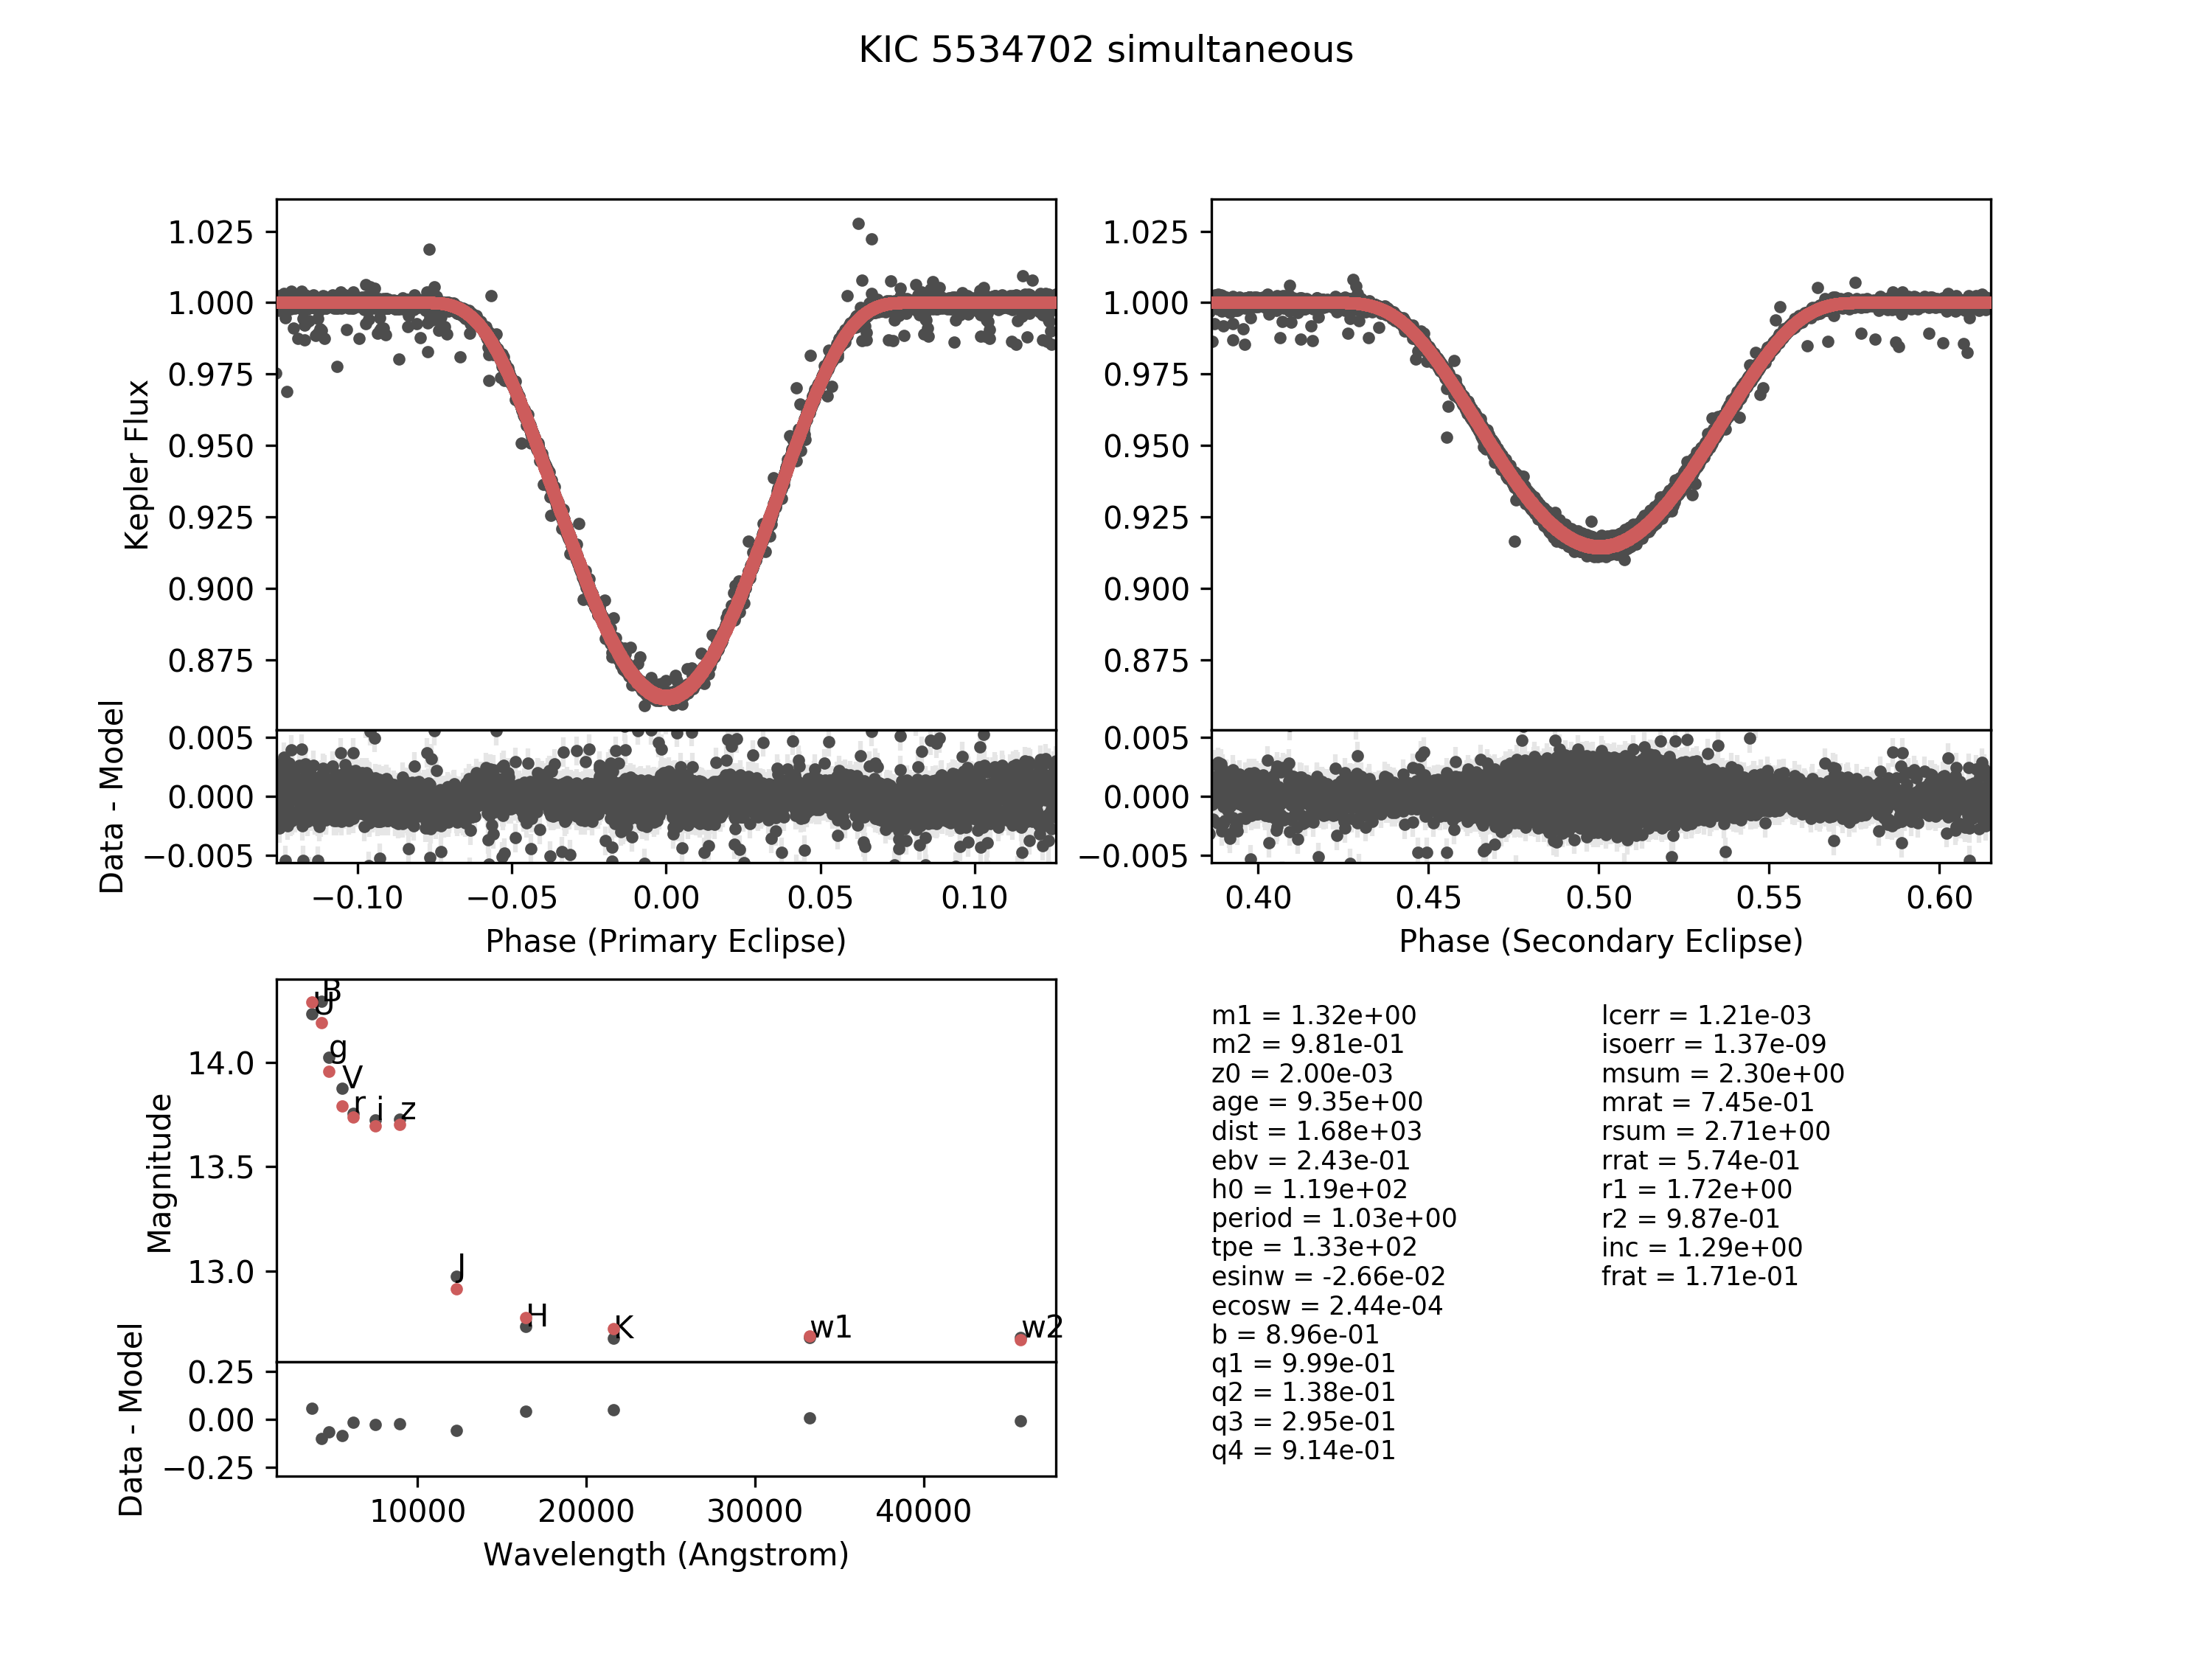 KIC 5534702 simultaneous
Kepler Flux
1.025
1.000
0.975
0.950
0.925
0.900
0.875
Data - Model
0.005
0.000
−0.005
−0.10 −0.05 0.00 0.05 0.10
Phase (Primary Eclipse)
1.025
1.000
0.975
0.950
0.925
0.900
0.875
0.005
0.000
−0.005
0.40 0.45 0.50 0.55 0.60
Phase (Secondary Eclipse)
Magnitude
14.0
13.5
13.0
B
U
g
V
r i z
J
H
K
w1
w2
Data - Model
0.25
0.00
−0.25
10000 20000 30000 40000
Wavelength (Angstrom)
m1 = 1.32e+00
m2 = 9.81e-01
z0 = 2.00e-03
age = 9.35e+00
dist = 1.68e+03
ebv = 2.43e-01
h0 = 1.19e+02
period = 1.03e+00
tpe = 1.33e+02
esinw = -2.66e-02
ecosw = 2.44e-04
b = 8.96e-01
q1 = 9.99e-01
q2 = 1.38e-01
q3 = 2.95e-01
q4 = 9.14e-01
lcerr = 1.21e-03
isoerr = 1.37e-09
msum = 2.30e+00
mrat = 7.45e-01
rsum = 2.71e+00
rrat = 5.74e-01
r1 = 1.72e+00
r2 = 9.87e-01
inc = 1.29e+00
frat = 1.71e-01